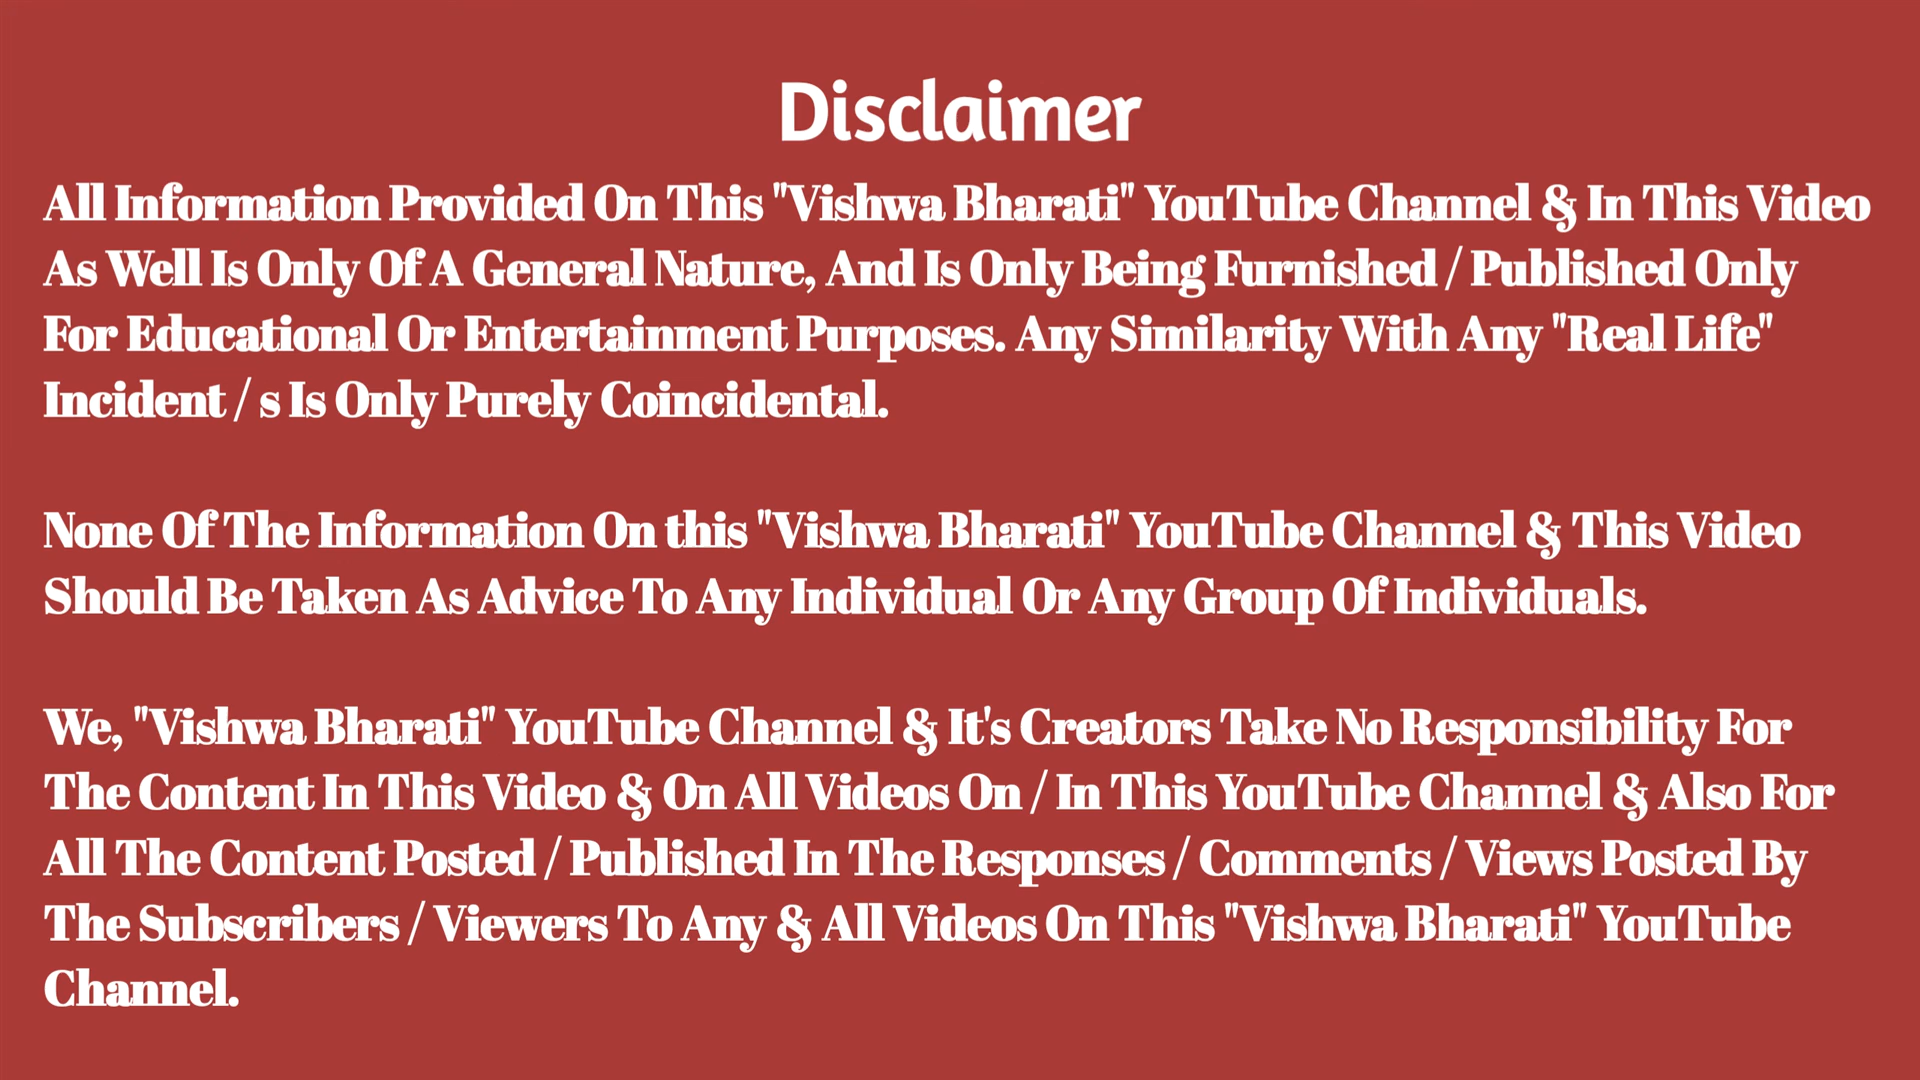 Disclaimer
All Information Provided On This "Vishwa Bharati" YouTube Channel & In This Video
As Well Is Only Of A General Nature, And Is Only Being Furnished / Published Only
For Educational Or Entertainment Purposes. Any Similarity With Any "Real Life"
Incident / s Is Only Purely Coincidental.
None Of The Information On this "Vishwa Bharati" YouTube Channel & This Video
Should Be Taken As Advice To Any Individual Or Any Group Of Individuals.
We, "Vishwa Bharati" YouTube Channel & It's Creators Take No Responsibility For
The Content In This Video & On All Videos On / In This YouTube Channel & Also For
All The Content Posted / Published In The Responses / Comments / Views Posted By
The Subscribers / Viewers To Any & All Videos On This "Vishwa Bharati" YouTube
Channel.